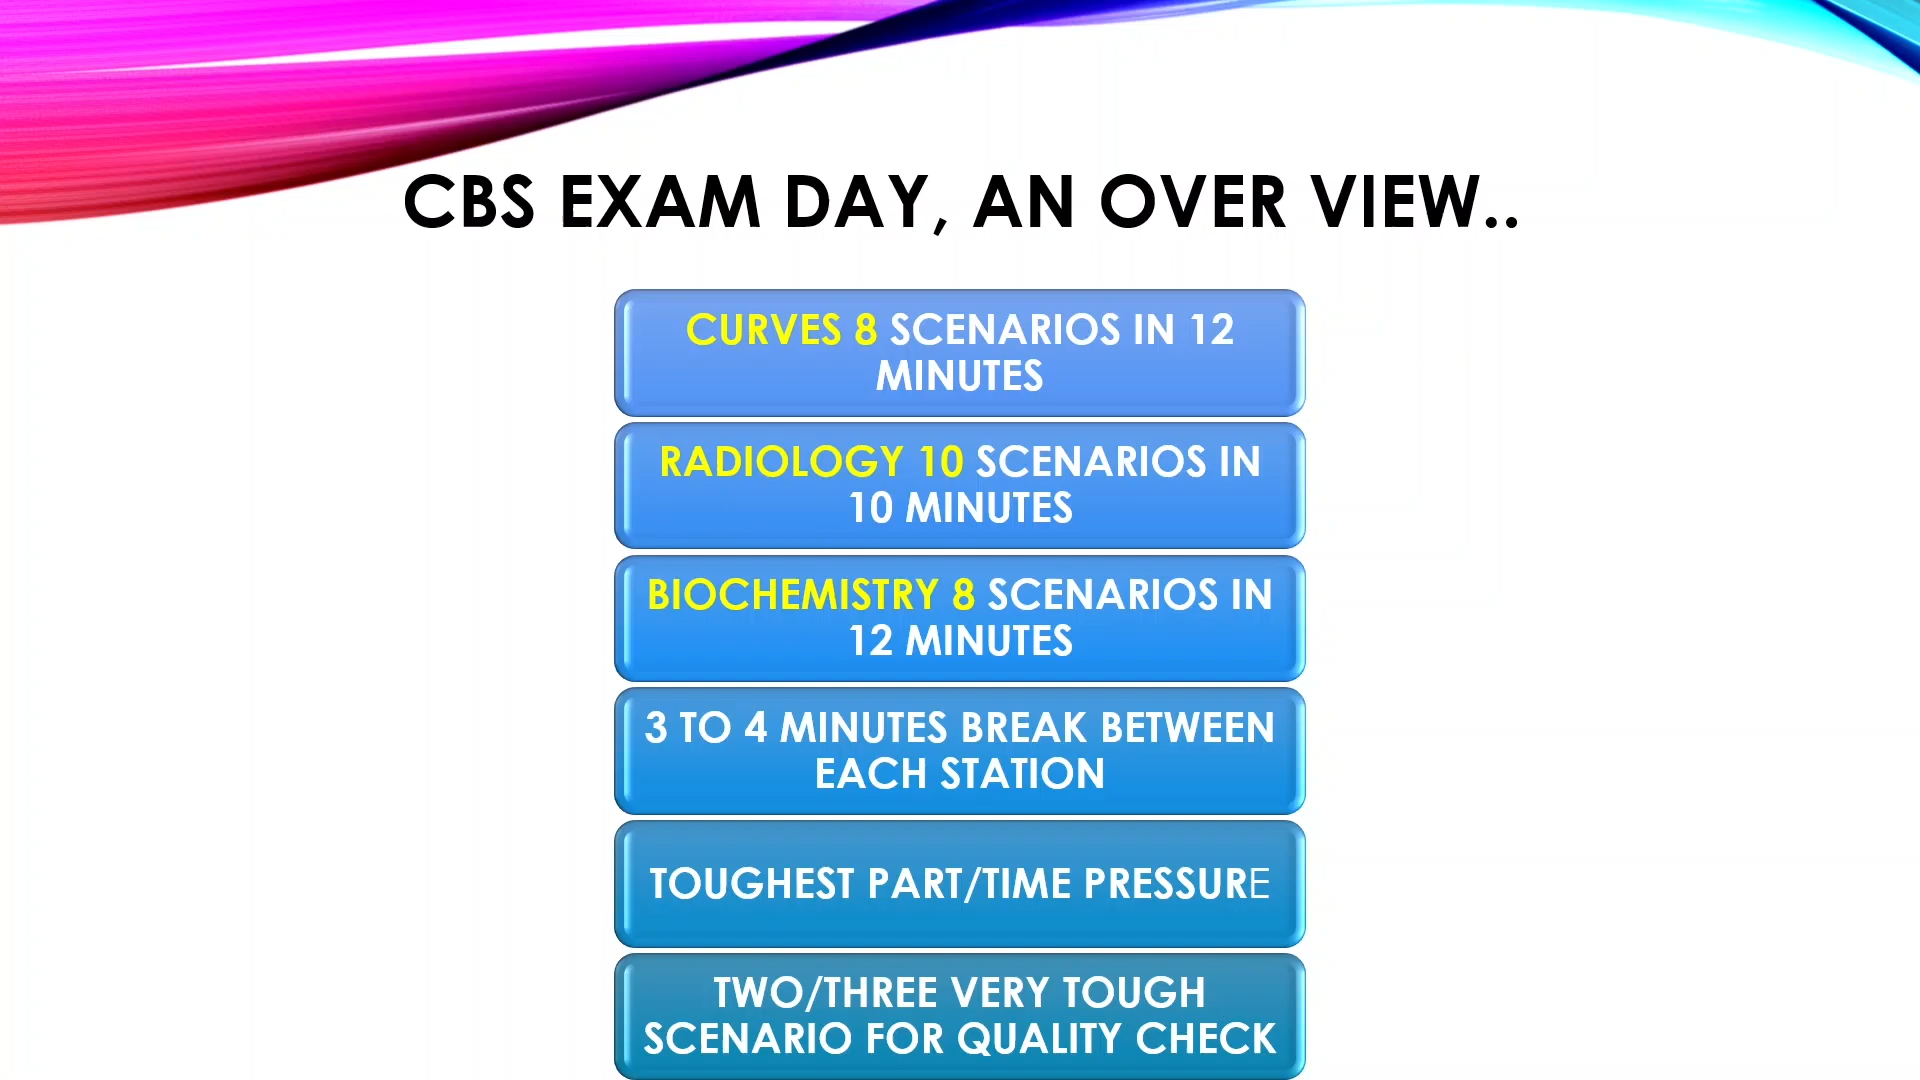 CBS EXAM DAY, AN OVER VIEW..
CURVES 8 SCENARIOS IN 12
MINUTES
RADIOLOGY 10 SCENARIOS IN
10 MINUTES
BIOCHEMISTRY 8 SCENARIOS IN
12 MINUTES
3 TO 4 MINUTES BREAK BETWEEN
EACH STATION
TOUGHEST PART/TIME PRESSURE
TWO/THREE VERY TOUGH
SCENARIO FOR QUALITY CHECK